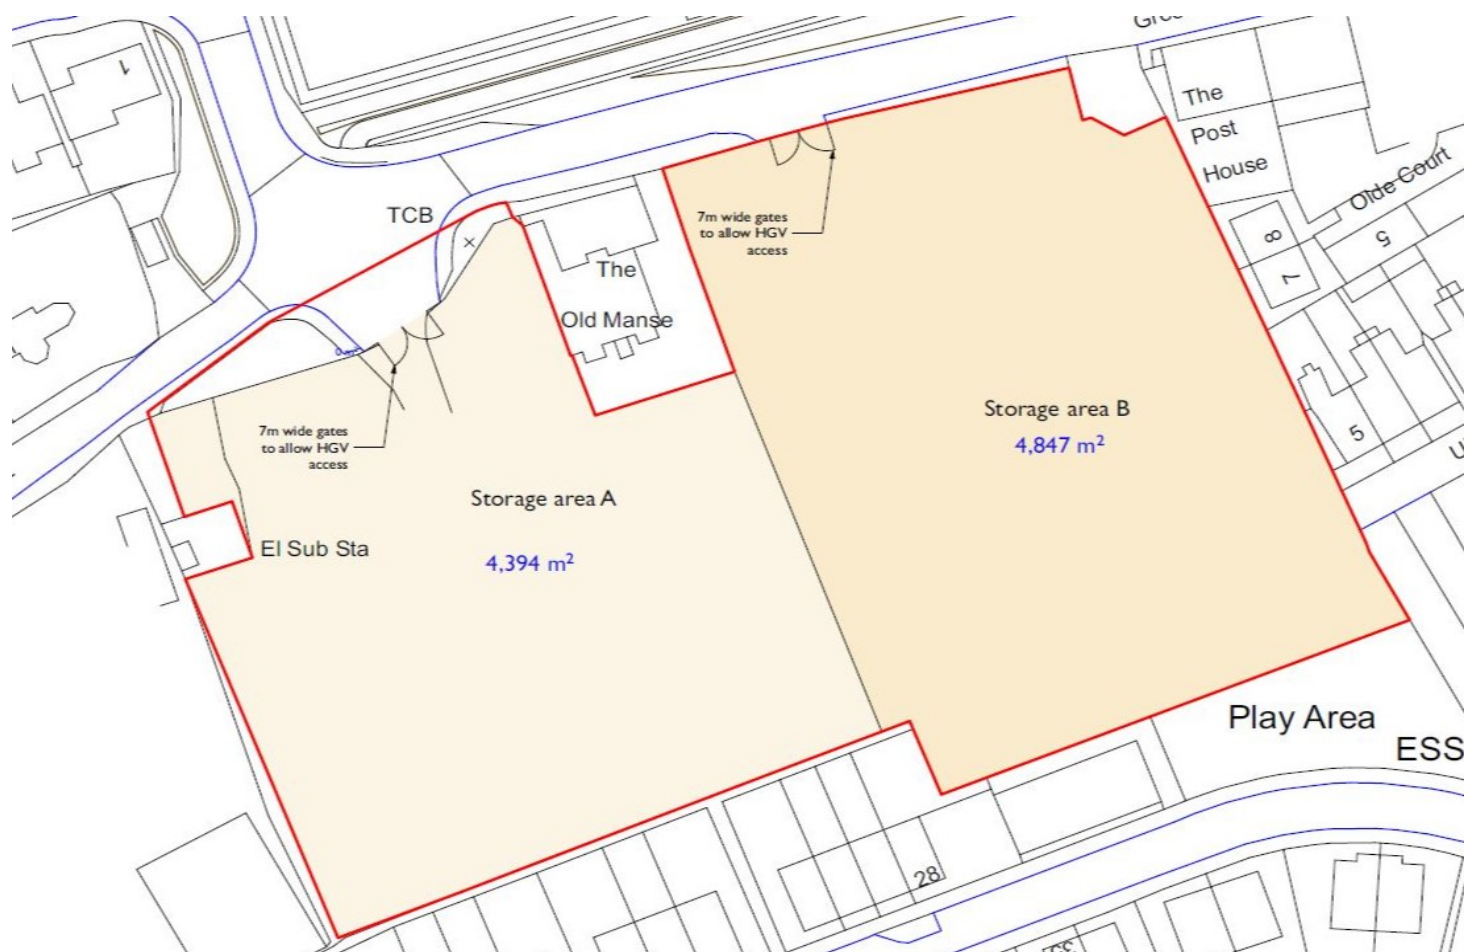 1
Gre
The
Post
House
Olde Court
5
8
7
TCB
7m wide gates
to allow HGV
access
The
Old Manse
7m wide gates
to allow HGV
access
Storage area B
4,847 m²
5
Storage area A
4,394 m²
El Sub Sta
Play Area
ESS
28